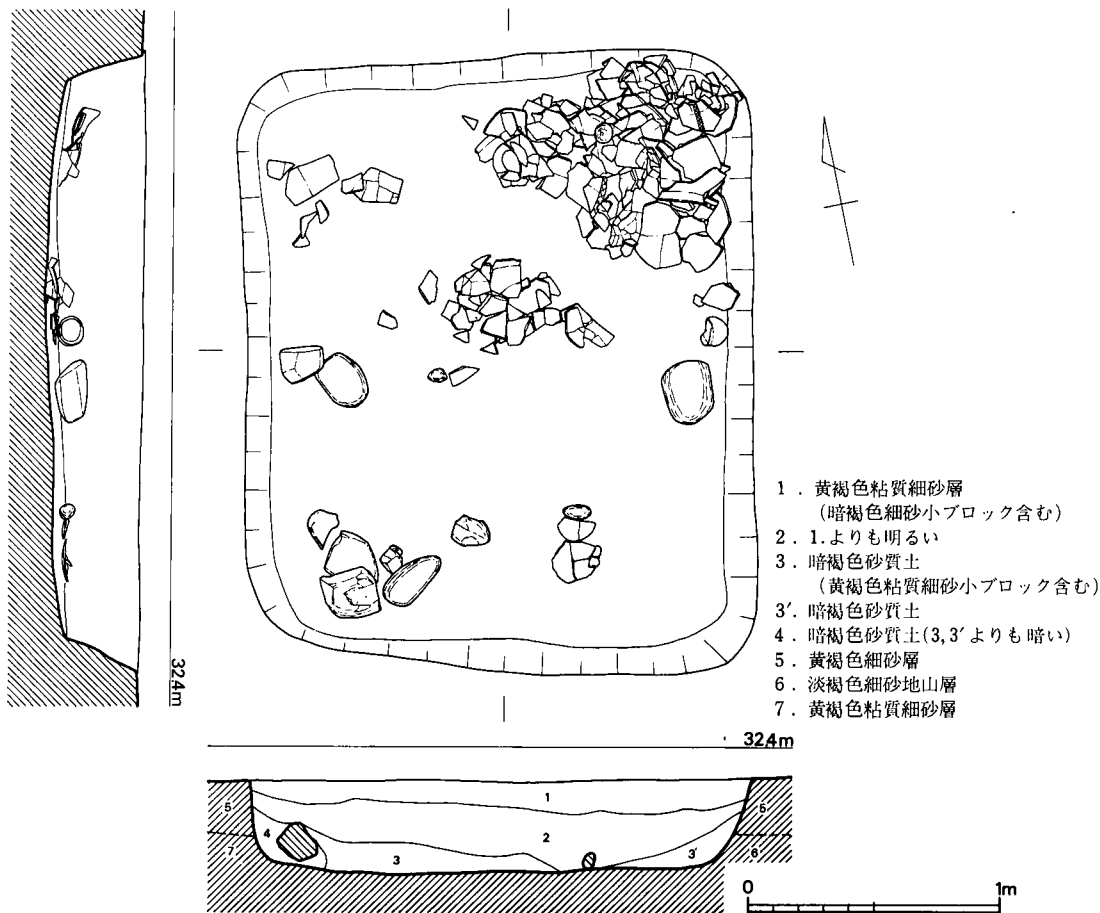 32.4m
1．黄褐色粘質細砂層
（暗褐色細砂小ブロック含む）
2．1.よりも明るい
3．暗褐色砂質土
（黄褐色粘質細砂小ブロック含む）
3′．暗褐色砂質土
4．暗褐色砂質土(3,3′よりも暗い)
5．黄褐色細砂層
6．淡褐色細砂地山層
7．黄褐色粘質細砂層
32.4m
1
5
5
4
2
7
3
3′
6
0
1m